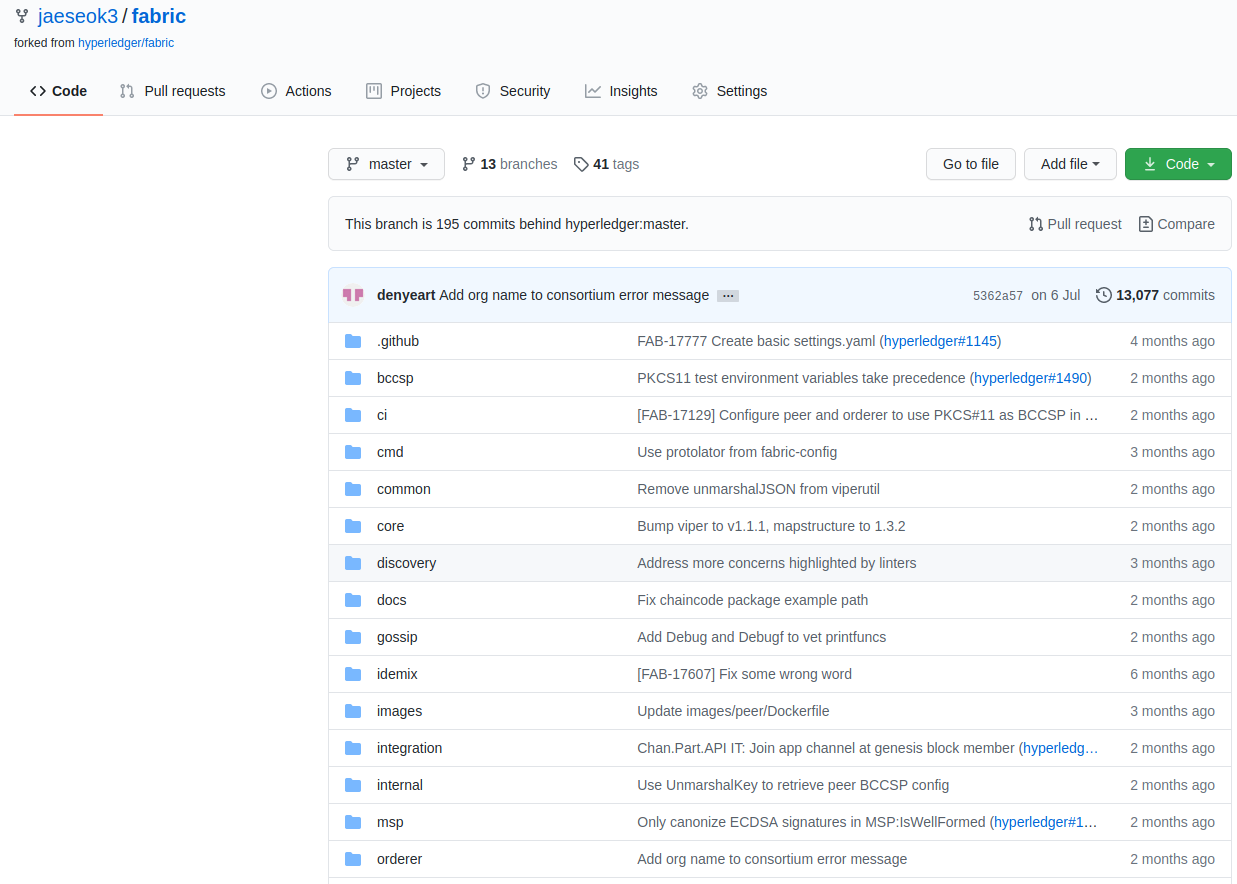 jaeseok3 / fabric
forked from hyperledger/fabric
Code Pull requests Actions Projects Security Insights Settings
master 13 branches 41 tags Go to file Add file Code
This branch is 195 commits behind hyperledger:master. Pull request Compare
denyeart Add org name to consortium error message ... 5362a57 on 6 Jul 13,077 commits
.github FAB-17777 Create basic settings.yaml (hyperledger#1145) 4 months ago
bccsp PKCS11 test environment variables take precedence (hyperledger#1490) 2 months ago
ci [FAB-17129] Configure peer and orderer to use PKCS#11 as BCCSP in … 2 months ago
cmd Use protolator from fabric-config 3 months ago
common Remove unmarshalJSON from viperutil 2 months ago
core Bump viper to v1.1.1, mapstructure to 1.3.2 2 months ago
discovery Address more concerns highlighted by linters 3 months ago
docs Fix chaincode package example path 2 months ago
gossip Add Debug and Debugf to vet printfuncs 2 months ago
idemix [FAB-17607] Fix some wrong word 6 months ago
images Update images/peer/Dockerfile 3 months ago
integration Chan.Part.API IT: Join app channel at genesis block member (hyperledg… 2 months ago
internal Use UnmarshalKey to retrieve peer BCCSP config 2 months ago
msp Only canonize ECDSA signatures in MSP:IsWellFormed (hyperledger#1… 2 months ago
orderer Add org name to consortium error message 2 months ago